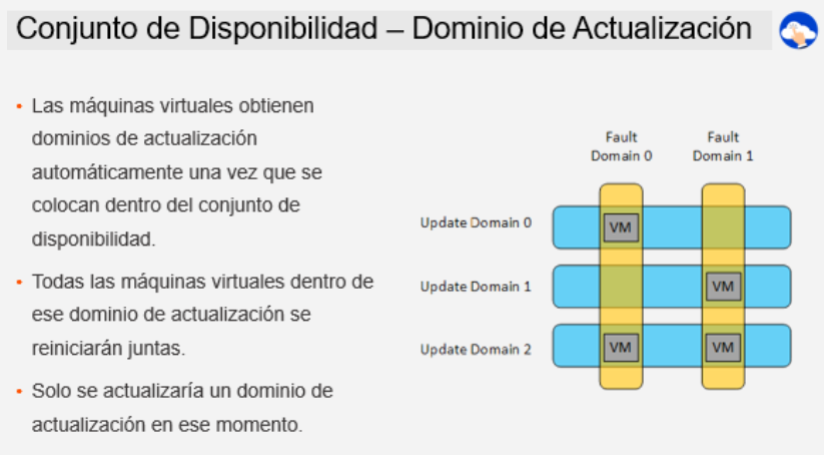 Conjunto de Disponibilidad – Dominio de Actualización
• Las máquinas virtuales obtienen
dominios de actualización
automáticamente una vez que se
colocan dentro del conjunto de
disponibilidad.
• Todas las máquinas virtuales dentro de
ese dominio de actualización se
reiniciarán juntas.
• Solo se actualizaría un dominio de
actualización en ese momento.
Fault
Domain 0
Fault
Domain 1
Update Domain 0
VM
Update Domain 1
VM
Update Domain 2
VM
VM